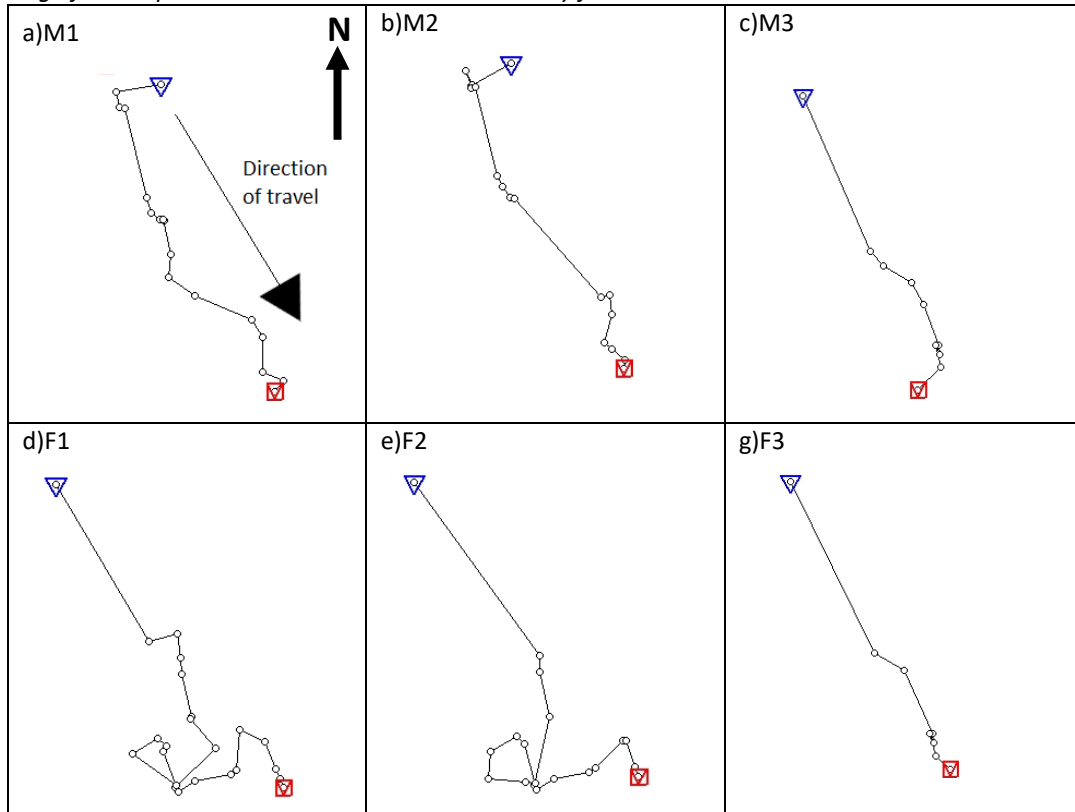 a)M1
N
Direction
of travel
b)M2
c)M3
d)F1
e)F2
g)F3